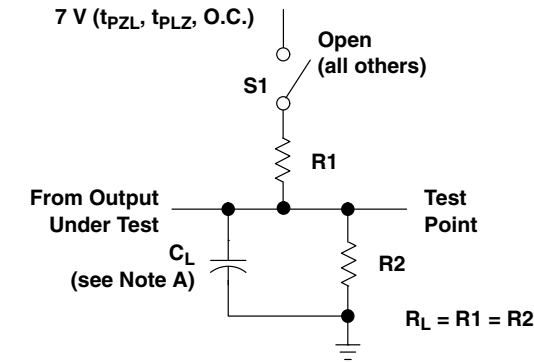 7 V (tPZL, tPLZ, O.C.)
Open
(all others)
S1
R1
From Output
Under Test
Test
Point
CL
(see Note A)
R2
RL = R1 = R2